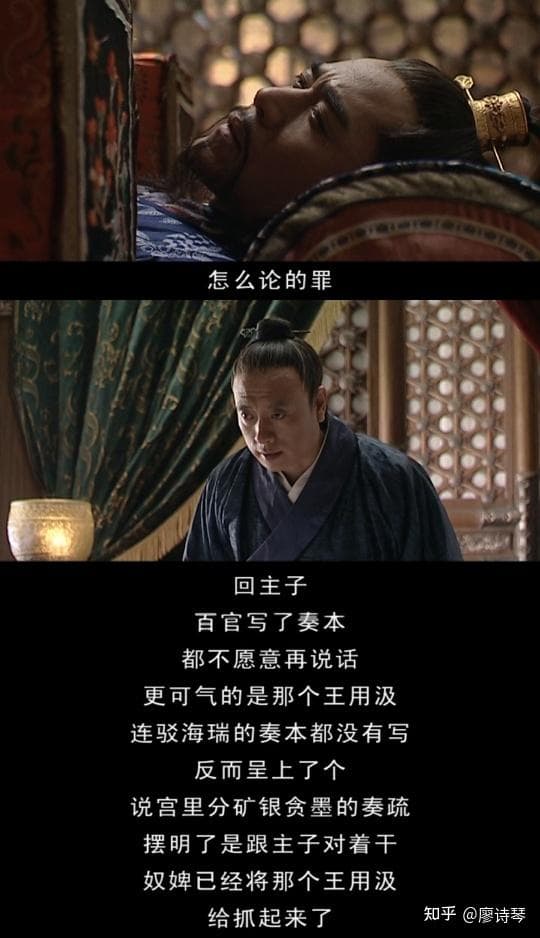 怎么论的罪
回主子
百官写了奏本
都不愿意再说话
更可气的是那个王用汲
连驳海瑞的奏本都没有写
反而呈上了个
说宫里分矿银贪墨的奏疏
摆明了是跟主子对着干
奴婢已经将那个王用汲
给抓起来了
知乎 @廖诗琴